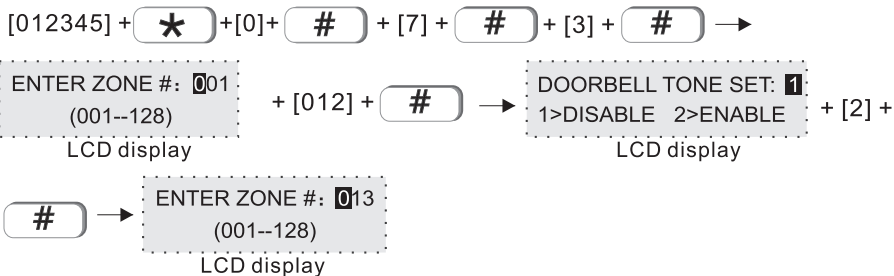 [012345] + * +[0]+ # + [7] + # + [3] + #
ENTER ZONE #: 001
(001--128)
LCD display
+ [012] + #
DOORBELL TONE SET: 1
1>DISABLE 2>ENABLE
LCD display
+ [2] +
#
ENTER ZONE #: 013
(001--128)
LCD display